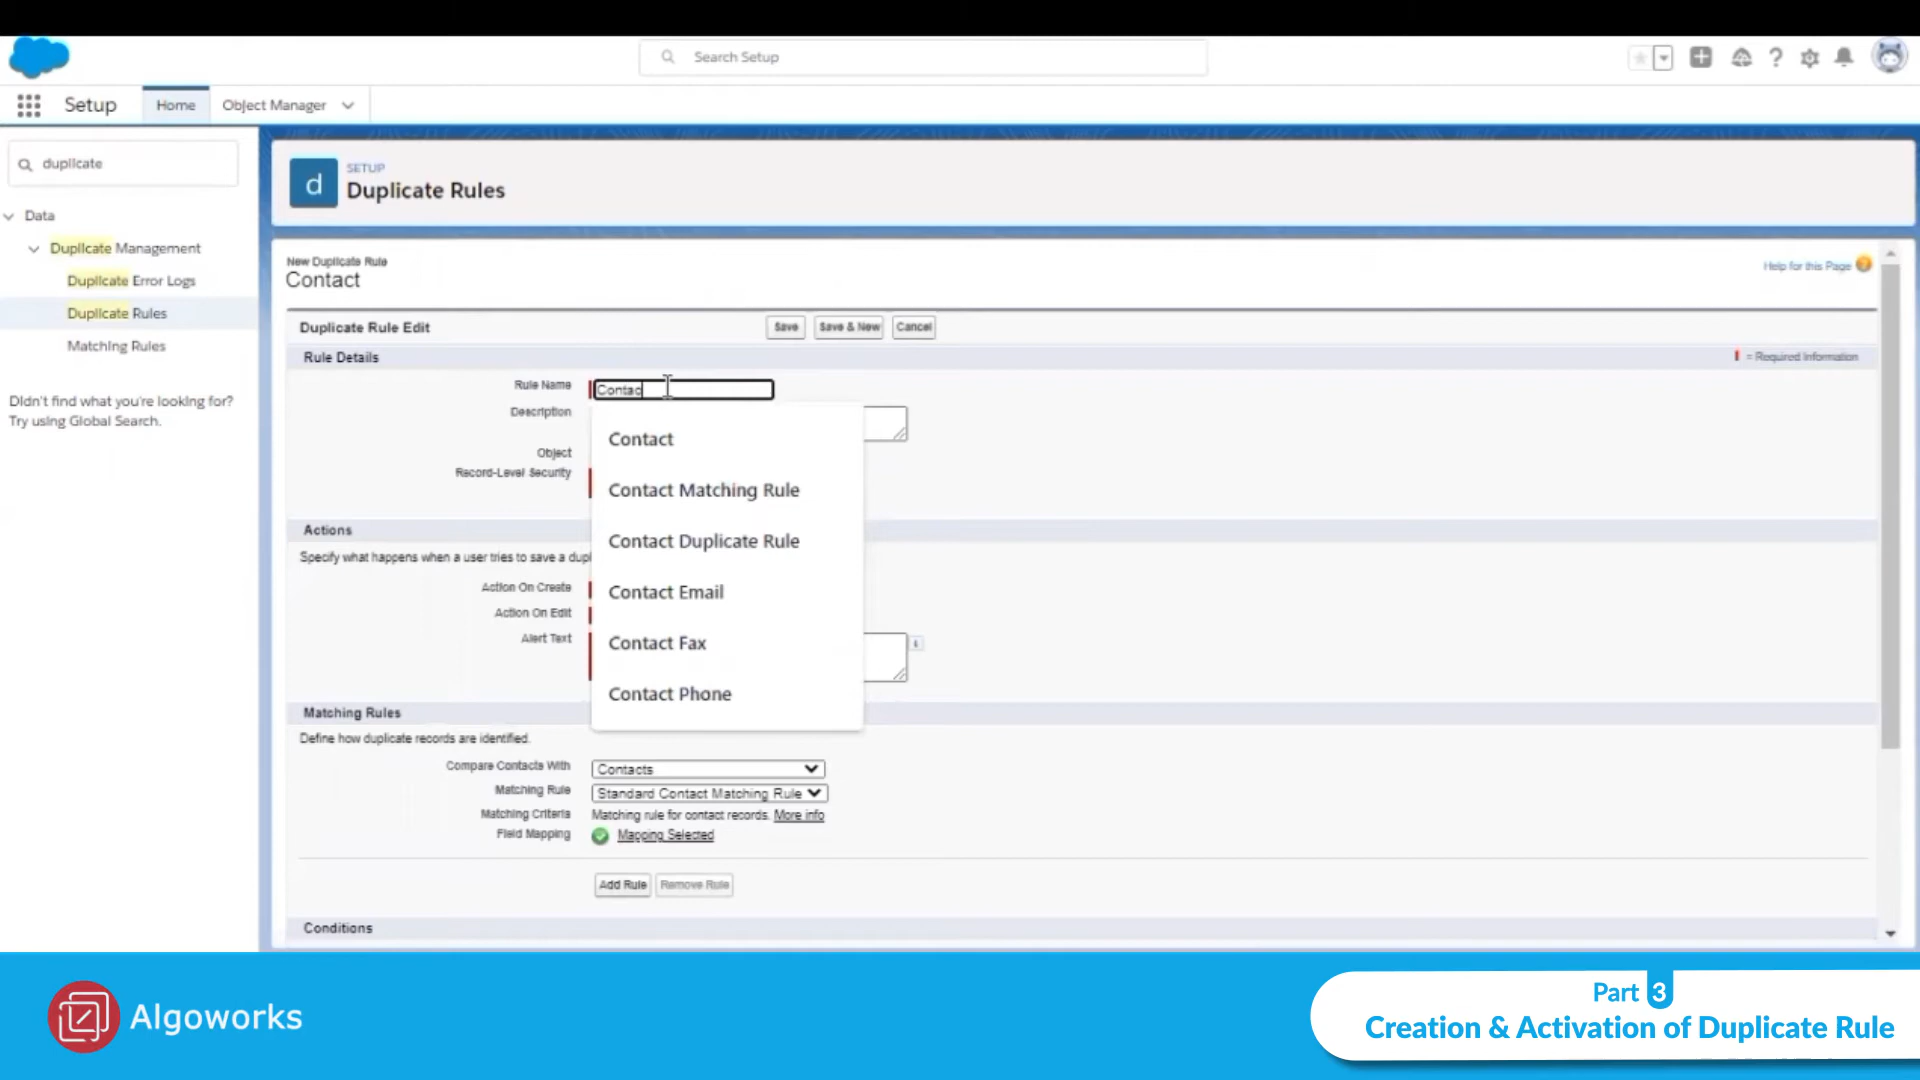 Search Setup
Setup
Home
Object Manager
duplicate
Data
Duplicate Management
Duplicate Error Logs
Duplicate Rules
Matching Rules
Didn't find what you're looking for?
Try using Global Search.
d
SETUP
Duplicate Rules
New Duplicate Rule
Contact
Help for this Page
Duplicate Rule Edit
Save
Save & New
Cancel
Rule Details
= Required Information
Rule Name
Contac
Description
Object
Record-Level Security
Contact
Contact Matching Rule
Contact Duplicate Rule
Contact Email
Contact Fax
Contact Phone
Actions
Specify what happens when a user tries to save a dupl
Action On Create
Action On Edit
Alert Text
i
Matching Rules
Define how duplicate records are identified.
Compare Contacts With
Contacts
Matching Rule
Standard Contact Matching Rule
Matching Criteria
Matching rule for contact records. More info
Field Mapping
Mapping Selected
Add Rule
Remove Rule
Conditions
Algoworks
Part 3
Creation & Activation of Duplicate Rule